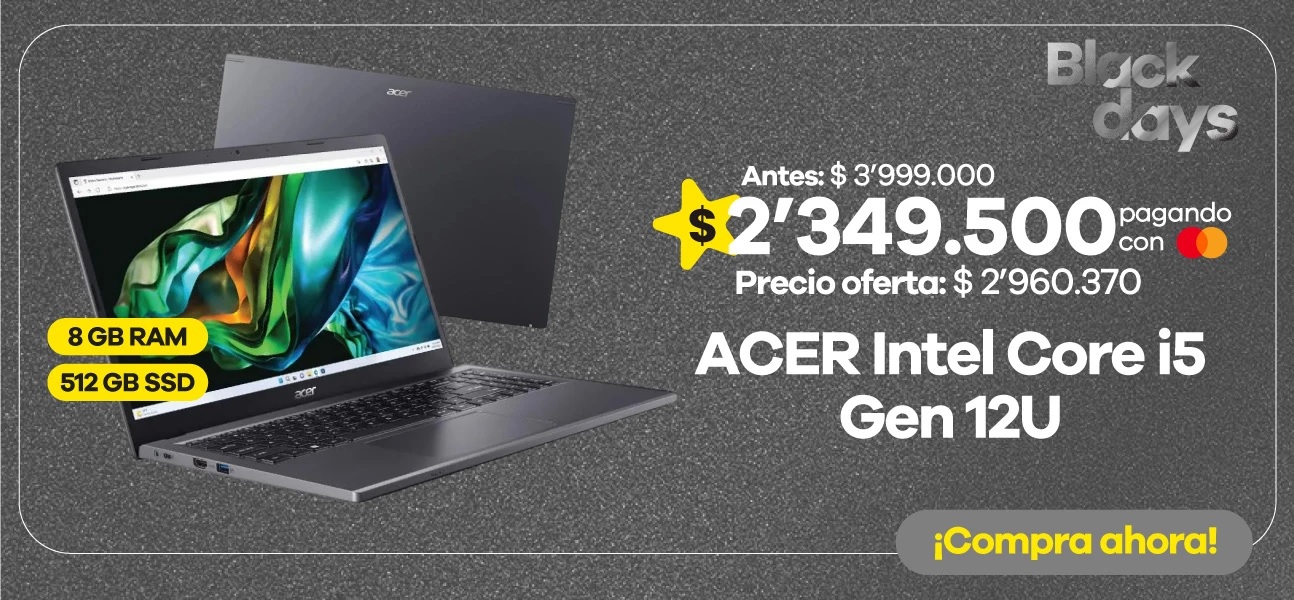 Black
days
acer
Antes: $ 3’999.000
$ 2’349.500 pagando
con
Precio oferta: $ 2’960.370
8 GB RAM
512 GB SSD
acer
ACER Intel Core i5
Gen 12U
¡Compra ahora!